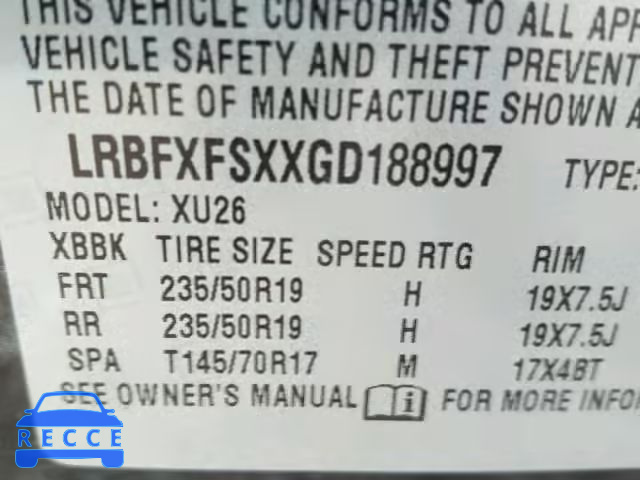 THIS VEHICLE CONFORMS TO ALL APP
VEHICLE SAFETY AND THEFT PREVENT
THE DATE OF MANUFACTURE SHOWN A
LRBFXFSXXGD188997 TYPE:
MODEL: XU26
XBBK TIRE SIZE SPEED RTG RIM
FRT 235/50R19 H 19X7.5J
RR 235/50R19 H 19X7.5J
SPA T145/70R17 M 17X4BT
SEE OWNER'S MANUAL i FOR MORE INFOR
RECCE